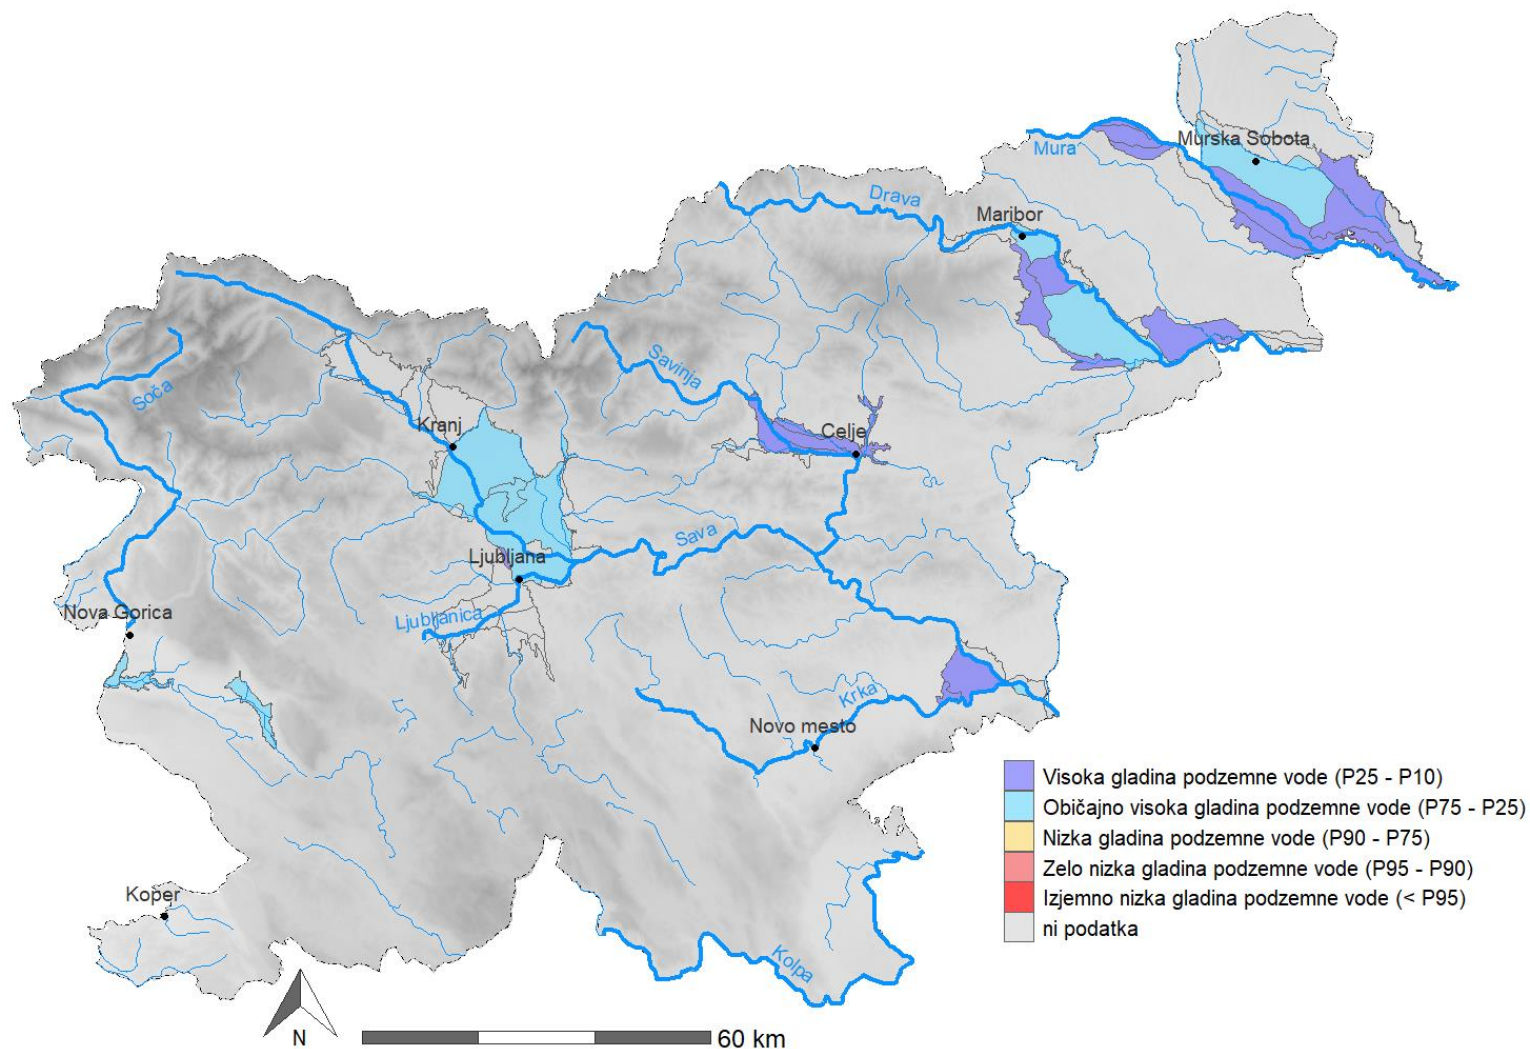 Murska Sobota
Mura
Drava
Maribor
Soča
Savinja
Kranj
Celje
Sava
Ljubljana
Nova Gorica
Ljubljanica
Krka
Novo mesto
Visoka gladina podzemne vode (P25 - P10)
Običajno visoka gladina podzemne vode (P75 - P25)
Nizka gladina podzemne vode (P90 - P75)
Zelo nizka gladina podzemne vode (P95 - P90)
Izjemno nizka gladina podzemne vode (< P95)
ni podatka
Koper
Kolpa
N
60 km